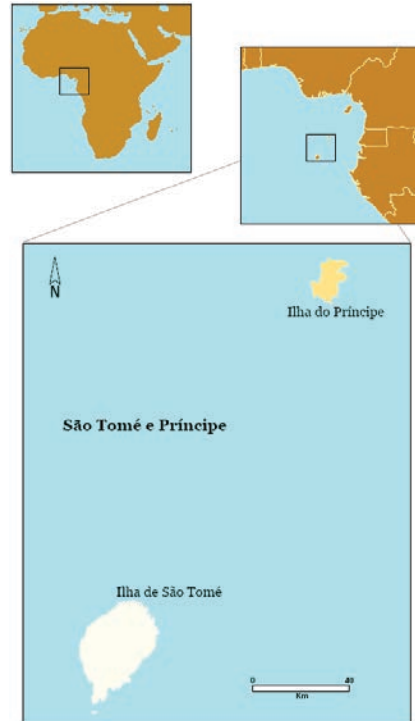 N
Ilha do Príncipe
São Tomé e Príncipe
Ilha de São Tomé
0 40
Km